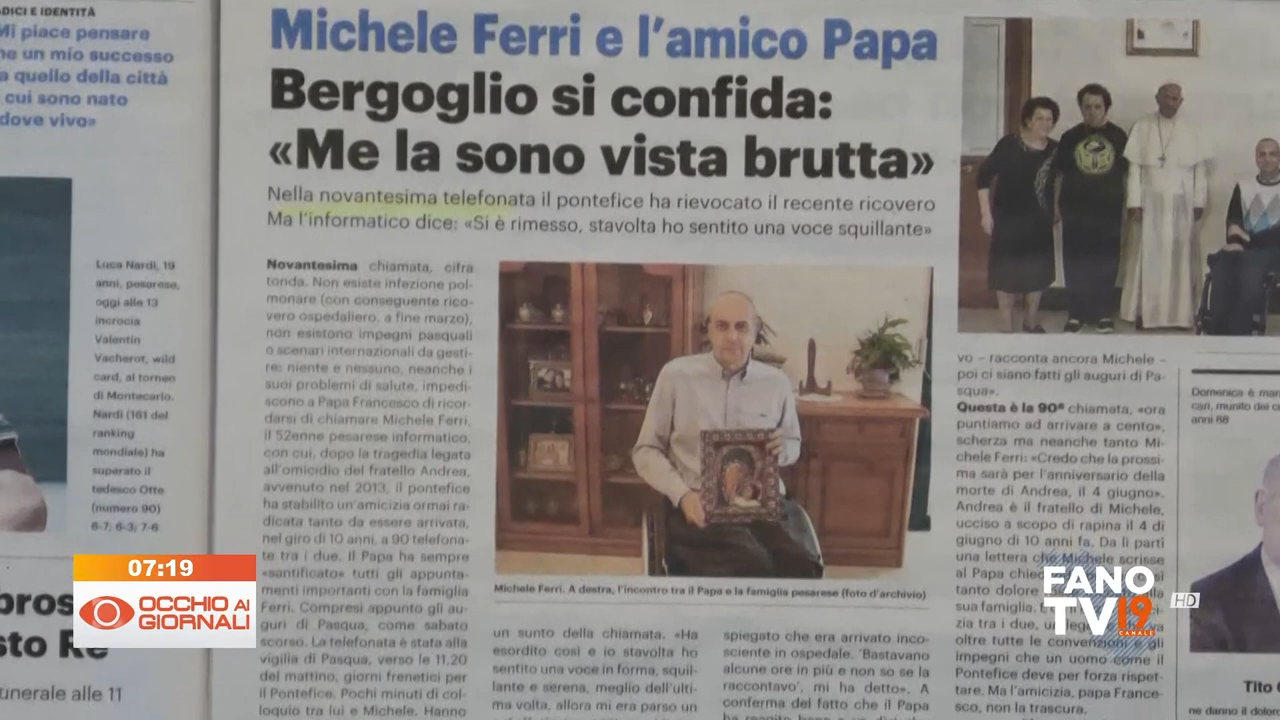 DICI E IDENTITÀ
Mi piace pensare
un mio successo
a quello della città
cui sono nato
dove vivo»
Luca Nardi, 19
anni, pesarese,
oggi alle 13
incrocia
Valentin
Vacherot, wild
card, al torneo
di Montecarlo.
Nardi (161 del
ranking
mondiale) ha
superato il
tedesco Otte
(numero 90)
6-7; 6-3; 7-6
bros
sto Re
unerale alle 11
Michele Ferri e l'amico Papa
Bergoglio si confida:
«Me la sono vista brutta»
Nella novantesima telefonata il pontefice ha rievocato il recente ricovero
Ma l'informatico dice: «Si è rimesso, stavolta ho sentito una voce squillante»
Novantesima chiamata, cifra
tonda. Non esiste infezione pol-
monare (con conseguente rico-
vero ospedaliero, a fine marzo),
non esistono impegni pasquali
o scenari internazionali da gesti-
re: niente e nessuno, neanche i
suoi problemi di salute, impedi-
scono a Papa Francesco di ricor-
darsi di chiamare Michele Ferri,
il 52enne pesarese informatico,
con cui, dopo la tragedia legata
all'omicidio del fratello Andrea,
avvenuto nel 2013, il pontefice
ha stabilito un'amicizia ormai ra-
dicata tanto da essere arrivata,
nel giro di 10 anni, a 90 telefona-
te tra i due. Il Papa ha sempre
«santificato» tutti gli appunta-
menti importanti con la famiglia
Ferri. Compresi appunto gli au-
guri di Pasqua, come sabato
scorso. La telefonata è stata alla
vigilia di Pasqua, verso le 11.20
del mattino, giorni frenetici per
il Pontefice. Pochi minuti di col-
loquio tra lui e Michele. Hanno
Michele Ferri. A destra, l'incontro tra il Papa e la famiglia pesarese (foto d'archivio)
un sunto della chiamata. «Ha
esordito così e io stavolta ho
sentito una voce in forma, squil-
lante e serena, meglio dell'ulti-
ma volta, allora mi era parso un
spiegato che era arrivato inco-
sciente in ospedale. 'Bastavano
alcune ore in più e non so se la
raccontavo', mi ha detto». A
conferma del fatto che il Papa
vo – racconta ancora Michele –
poi ci siano fatti gli auguri di Pa-
squa».
Questa è la 90ª chiamata, «ora
puntiamo ad arrivare a cento»,
scherza ma neanche tanto Mi-
chele Ferri: «Credo che la prossi-
ma sarà per l'anniversario della
morte di Andrea, il 4 giugno».
Andrea è il fratello di Michele,
ucciso a scopo di rapina il 4 di
giugno di 10 anni fa. Da lì partì
una lettera che Michele scrisse
al Papa
tanto dolore
sua famiglia.
zia tra i due,
oltre tutte le convenzioni e gli
impegni che un uomo come il
Pontefice deve per forza rispet-
tare. Ma l'amicizia, papa France-
sco, non la trascura.
Domenica è
cari, munito
anni 88
Tito
ne danno il
07:19
OCCHIO AI
GIORNALI
FANO
TV19
CANALE
HD